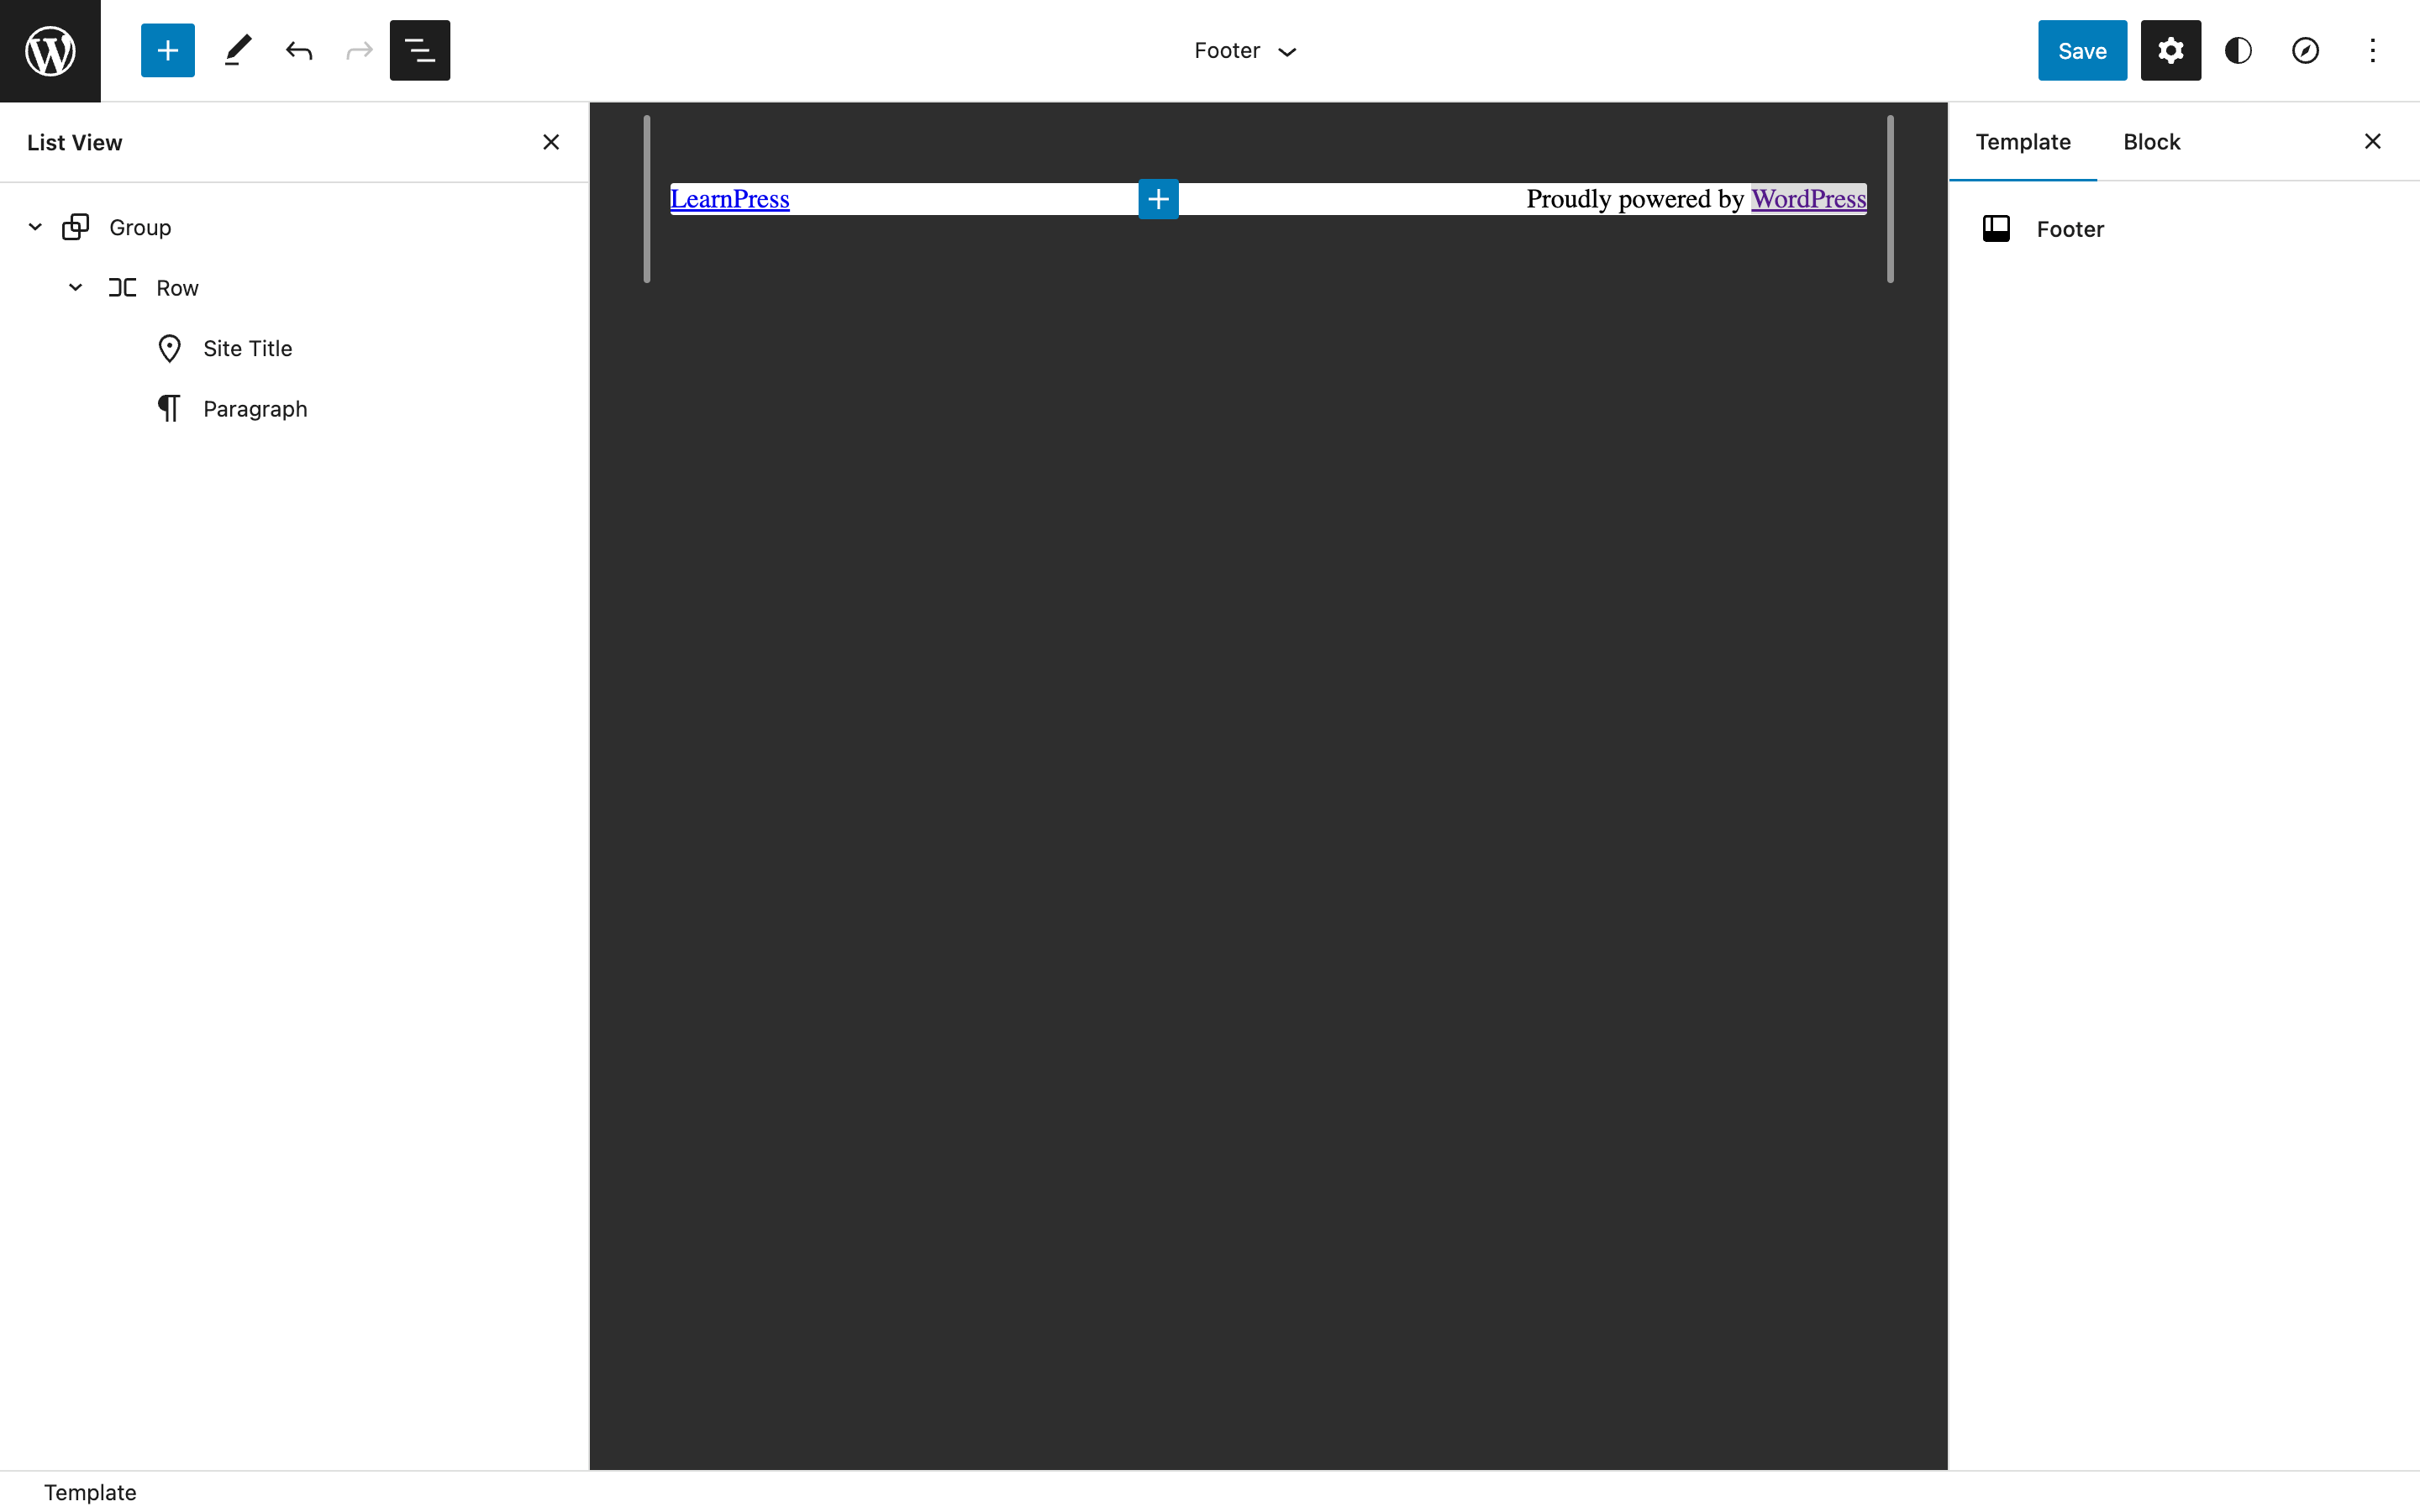 Footer
Save
List View
Group
Row
Site Title
Paragraph
LearnPress
Proudly powered by WordPress
Template
Block
Footer
Template